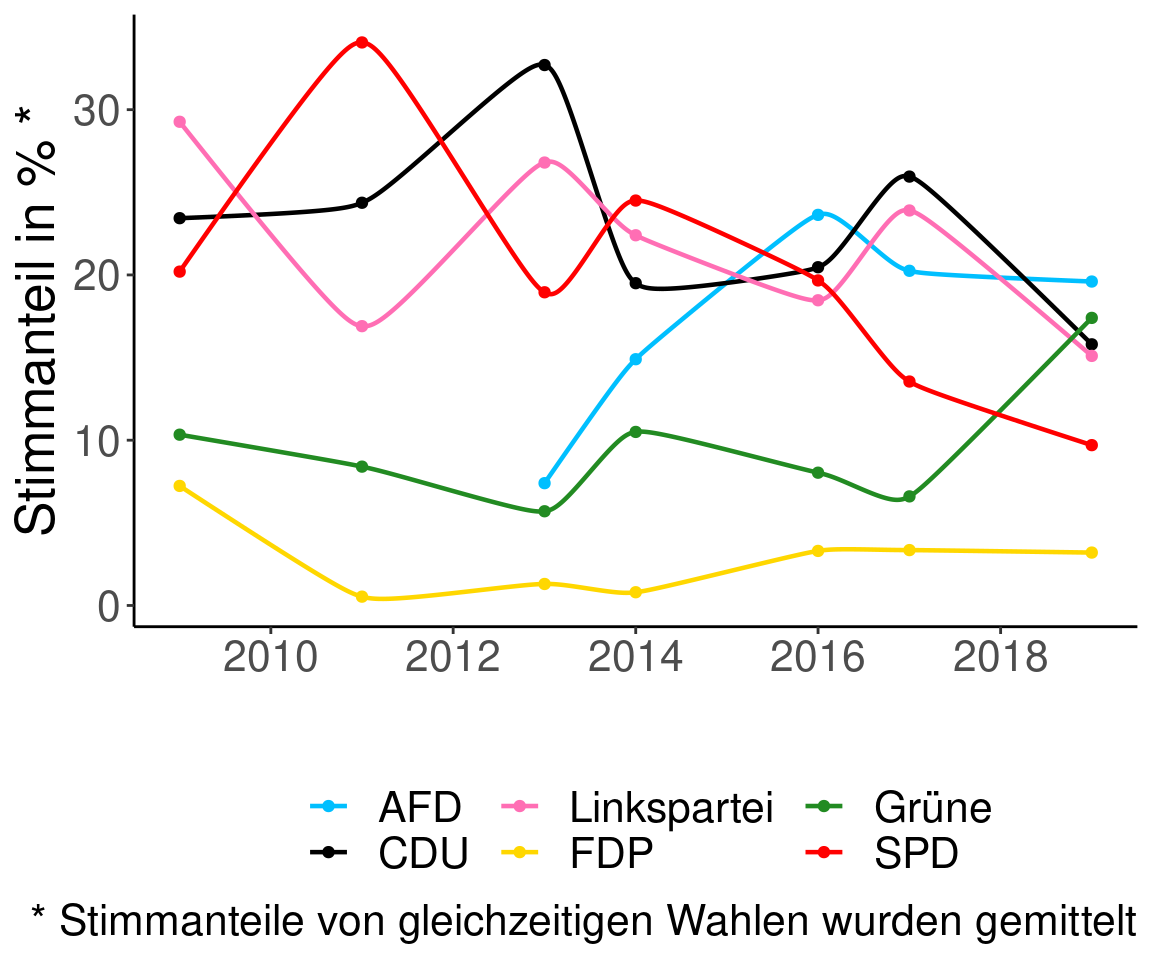 Stimmanteil in % *
30
20
10
0
2010 2012 2014 2016 2018
AFD Linkspartei Grüne
CDU FDP SPD
* Stimmanteile von gleichzeitigen Wahlen wurden gemittelt